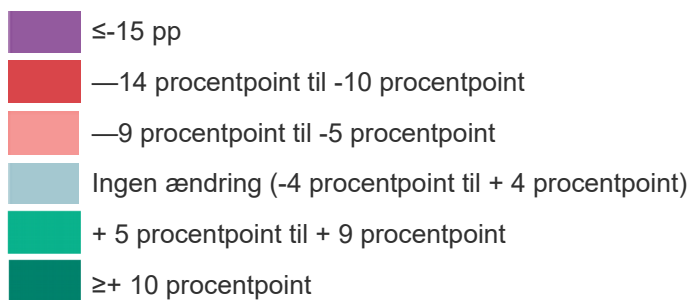 ≤-15 pp
—14 procentpoint til -10 procentpoint
—9 procentpoint til -5 procentpoint
Ingen ændring (-4 procentpoint til + 4 procentpoint)
+ 5 procentpoint til + 9 procentpoint
≥+ 10 procentpoint